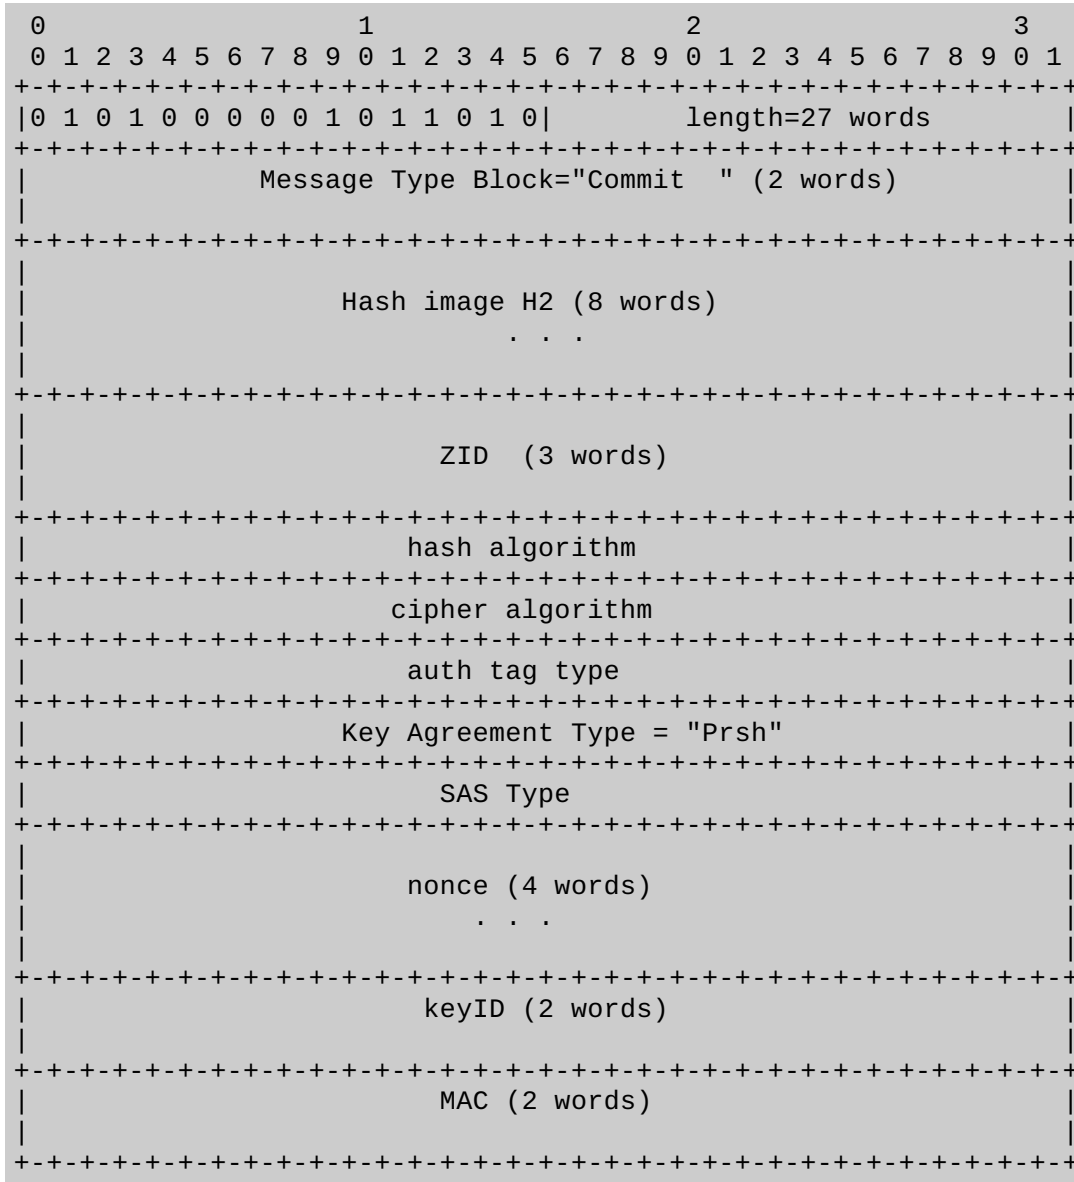 0                   1                   2                   3
 0 1 2 3 4 5 6 7 8 9 0 1 2 3 4 5 6 7 8 9 0 1 2 3 4 5 6 7 8 9 0 1
+-+-+-+-+-+-+-+-+-+-+-+-+-+-+-+-+-+-+-+-+-+-+-+-+-+-+-+-+-+-+-+-+
|0 1 0 1 0 0 0 0 0 1 0 1 1 0 1 0|        length=27 words        |
+-+-+-+-+-+-+-+-+-+-+-+-+-+-+-+-+-+-+-+-+-+-+-+-+-+-+-+-+-+-+-+-+
|              Message Type Block="Commit  " (2 words)          |
|                                                               |
+-+-+-+-+-+-+-+-+-+-+-+-+-+-+-+-+-+-+-+-+-+-+-+-+-+-+-+-+-+-+-+-+
|                                                               |
|                   Hash image H2 (8 words)                     |
|                             . . .                             |
|                                                               |
+-+-+-+-+-+-+-+-+-+-+-+-+-+-+-+-+-+-+-+-+-+-+-+-+-+-+-+-+-+-+-+-+
|                                                               |
|                         ZID  (3 words)                        |
|                                                               |
+-+-+-+-+-+-+-+-+-+-+-+-+-+-+-+-+-+-+-+-+-+-+-+-+-+-+-+-+-+-+-+-+
|                       hash algorithm                          |
+-+-+-+-+-+-+-+-+-+-+-+-+-+-+-+-+-+-+-+-+-+-+-+-+-+-+-+-+-+-+-+-+
|                      cipher algorithm                         |
+-+-+-+-+-+-+-+-+-+-+-+-+-+-+-+-+-+-+-+-+-+-+-+-+-+-+-+-+-+-+-+-+
|                       auth tag type                           |
+-+-+-+-+-+-+-+-+-+-+-+-+-+-+-+-+-+-+-+-+-+-+-+-+-+-+-+-+-+-+-+-+
|                   Key Agreement Type = "Prsh"                 |
+-+-+-+-+-+-+-+-+-+-+-+-+-+-+-+-+-+-+-+-+-+-+-+-+-+-+-+-+-+-+-+-+
|                         SAS Type                              |
+-+-+-+-+-+-+-+-+-+-+-+-+-+-+-+-+-+-+-+-+-+-+-+-+-+-+-+-+-+-+-+-+
|                                                               |
|                       nonce (4 words)                         |
|                           . . .                               |
|                                                               |
+-+-+-+-+-+-+-+-+-+-+-+-+-+-+-+-+-+-+-+-+-+-+-+-+-+-+-+-+-+-+-+-+
|                        keyID (2 words)                        |
|                                                               |
+-+-+-+-+-+-+-+-+-+-+-+-+-+-+-+-+-+-+-+-+-+-+-+-+-+-+-+-+-+-+-+-+
|                         MAC (2 words)                         |
|                                                               |
+-+-+-+-+-+-+-+-+-+-+-+-+-+-+-+-+-+-+-+-+-+-+-+-+-+-+-+-+-+-+-+-+